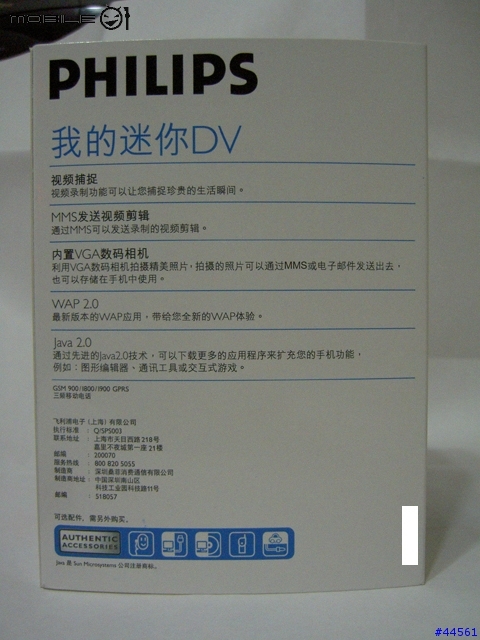 MOBILE01
PHILIPS
我的迷你DV
视频捕捉
视频录制功能可以让您捕捉珍贵的生活瞬间。
MMS发送视频剪辑
通过MMS可以发送录制的视频剪辑。
内置VGA数码相机
利用VGA数码相机拍摄精美照片，拍摄的照片可以通过MMS或电子邮件发送出去，
也可以存储在手机中使用。
WAP 2.0
最新版本的WAP应用，带给您全新的WAP体验。
Java 2.0
通过先进的Java2.0技术，可以下载更多的应用程序来扩充您的手机功能，
例如：图形编辑器、通讯工具或交互式游戏。
GSM 900/1800/1900 GPRS
三频移动电话
飞利浦电子（上海）有限公司
执行标准： Q/SPS003
联系地址： 上海市天目西路218号
嘉里不夜城第一座21楼
邮编： 200070
服务热线： 800 820 5055
制造商： 深圳桑菲消费通信有限公司
制造商地址： 中国深圳南山区
科技工业园科技路11号
邮编： 518057
可选配件，需另外购买。
AUTHENTIC
ACCESSORIES
Java 是 Sun Microsystems 公司注册商标。
#44561